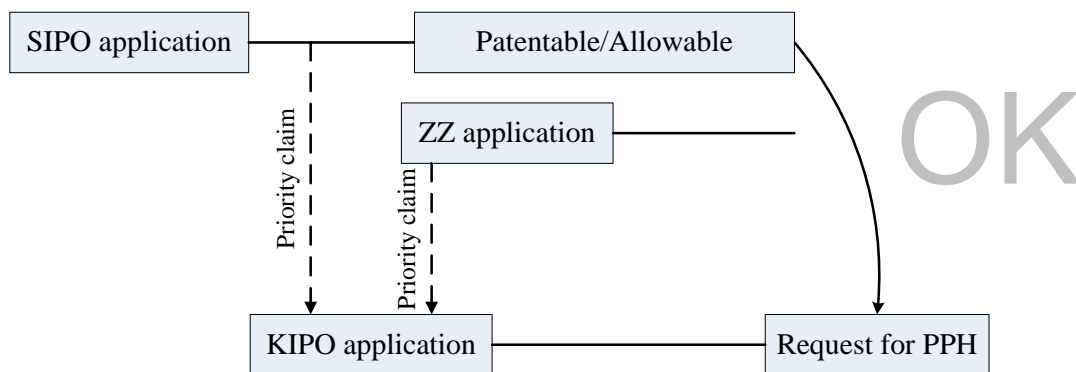 SIPO application
Patentable/Allowable
OK
ZZ application
Priority claim
Priority claim
KIPO application
Request for PPH